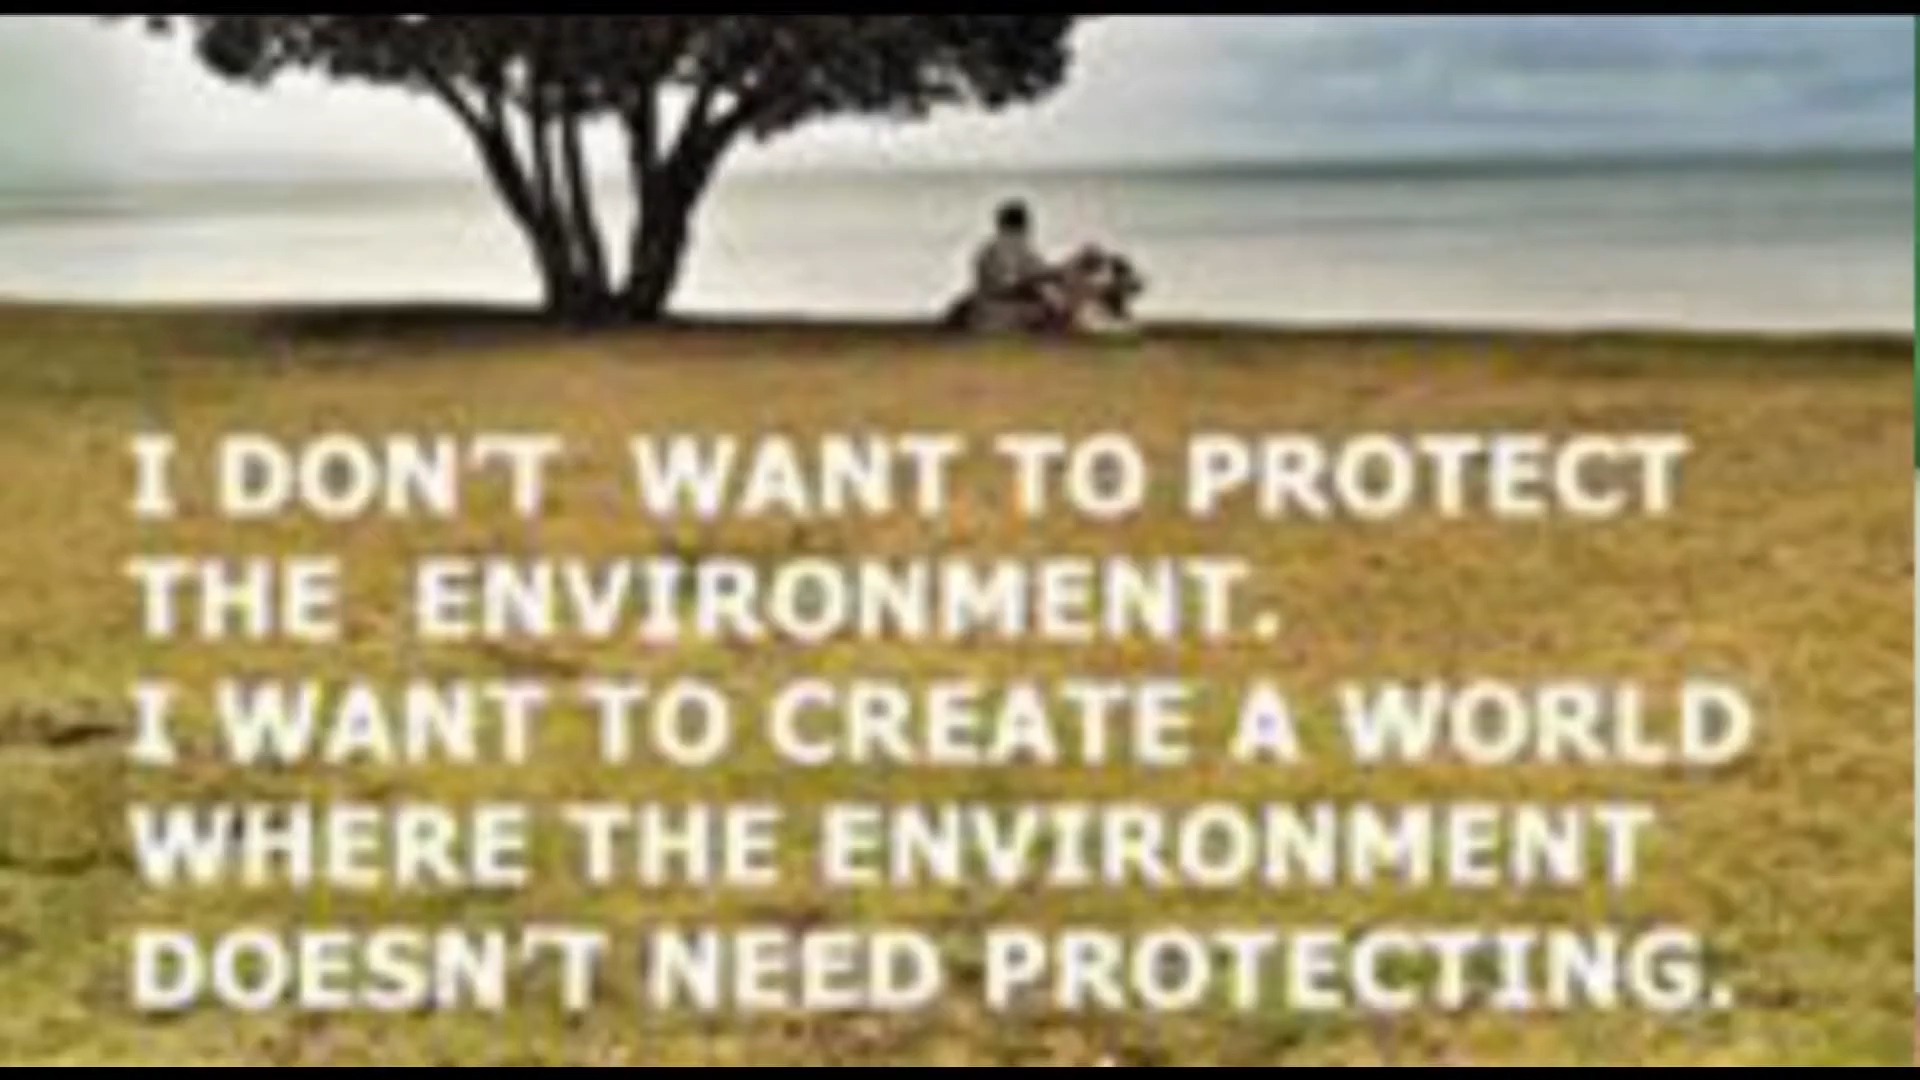 I DON'T WANT TO PROTECT
THE ENVIRONMENT.
I WANT TO CREATE A WORLD
WHERE THE ENVIRONMENT
DOESN'T NEED PROTECTING.